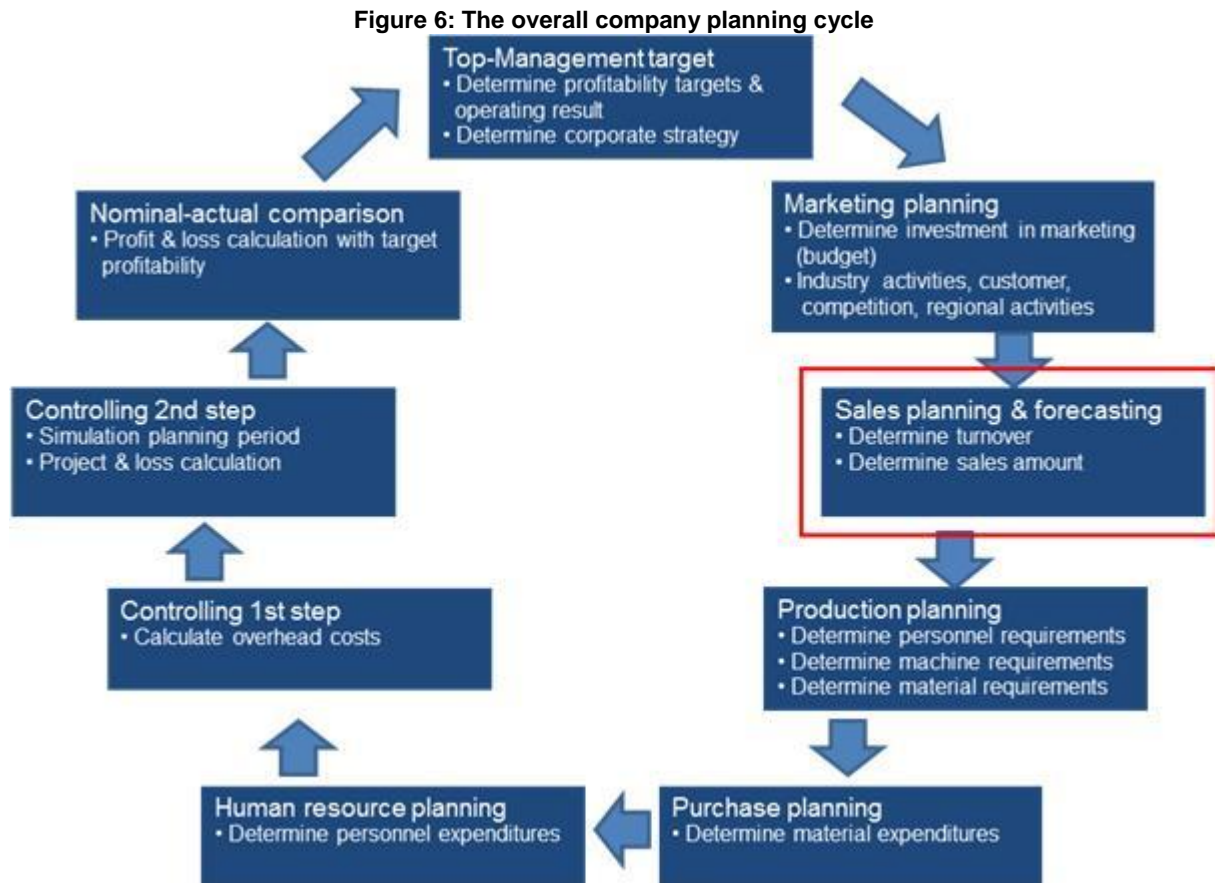 Figure 6: The overall company planning cycle
Top-Management target
• Determine profitability targets &
operating result
• Determine corporate strategy
Marketing planning
• Determine investment in marketing
(budget)
• Industry activities, customer,
competition, regional activities
Sales planning & forecasting
• Determine turnover
• Determine sales amount
Production planning
• Determine personnel requirements
• Determine machine requirements
• Determine material requirements
Purchase planning
• Determine material expenditures
Human resource planning
• Determine personnel expenditures
Controlling 1st step
• Calculate overhead costs
Controlling 2nd step
• Simulation planning period
• Project & loss calculation
Nominal-actual comparison
• Profit & loss calculation with target
profitability